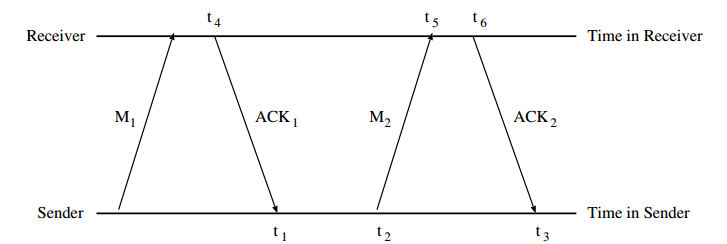 t4 t5 t6
Receiver Time in Receiver
M1 ACK1 M2 ACK2
Sender Time in Sender
t1 t2 t3